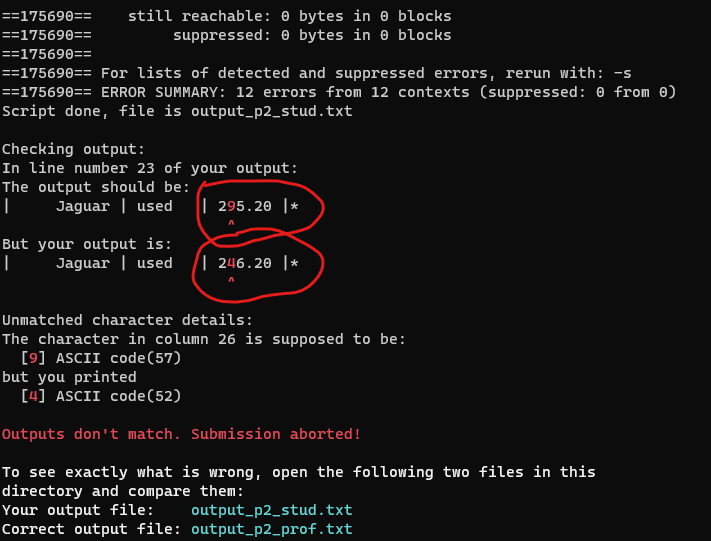 ==175690==    still reachable: 0 bytes in 0 blocks
==175690==         suppressed: 0 bytes in 0 blocks
==175690==
==175690== For lists of detected and suppressed errors, rerun with: -s
==175690== ERROR SUMMARY: 12 errors from 12 contexts (suppressed: 0 from 0)
Script done, file is output_p2_stud.txt

Checking output:
In line number 23 of your output:
The output should be:
|     Jaguar | used   | 295.20 |*
                        ^
But your output is:
|     Jaguar | used   | 246.20 |*
                        ^

Unmatched character details:
The character in column 26 is supposed to be:
  [9] ASCII code(57)
but you printed
  [4] ASCII code(52)

Outputs don't match. Submission aborted!

To see exactly what is wrong, open the following two files in this
directory and compare them:
Your output file:    output_p2_stud.txt
Correct output file: output_p2_prof.txt